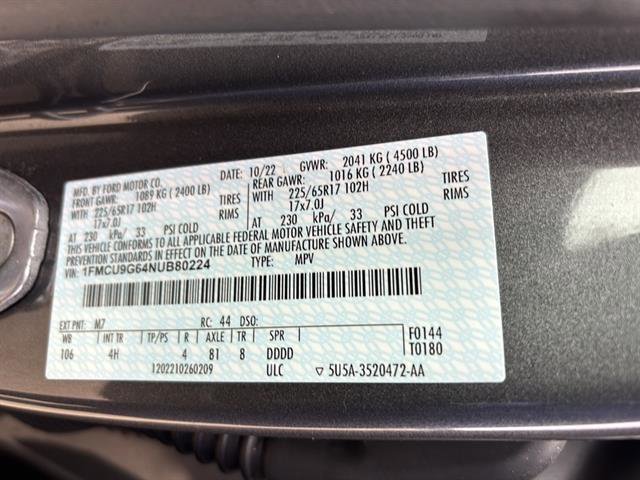 MFD. BY FORD MOTOR CO. DATE: 10/22 GVWR: 2041 KG ( 4500 LB)
FRONT GAWR: 1089 KG ( 2400 LB) REAR GAWR: 1016 KG ( 2240 LB)
WITH 225/65R17 102H TIRES WITH 225/65R17 102H TIRES
17x7.0J RIMS 17x7.0J RIMS
AT 230 kPa/ 33 PSI COLD AT 230 kPa/ 33 PSI COLD
THIS VEHICLE CONFORMS TO ALL APPLICABLE FEDERAL MOTOR VEHICLE SAFETY AND THEFT
PREVENTION STANDARDS IN EFFECT ON THE DATE OF MANUFACTURE SHOWN ABOVE.
VIN: 1FMCU9G64NUB80224 TYPE: MPV
EXT PNT: M7 RC: 44 DSO:
WB INT TR TP/PS R AXLE TR SPR F0144
106 4H 4 81 8 DDDD T0180
1202210260209 ULC ▽ 5U5A-3520472-AA